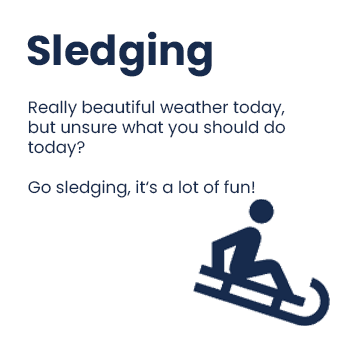 Sledging
Really beautiful weather today,
but unsure what you should do
today?
Go sledging, it‘s a lot of fun!